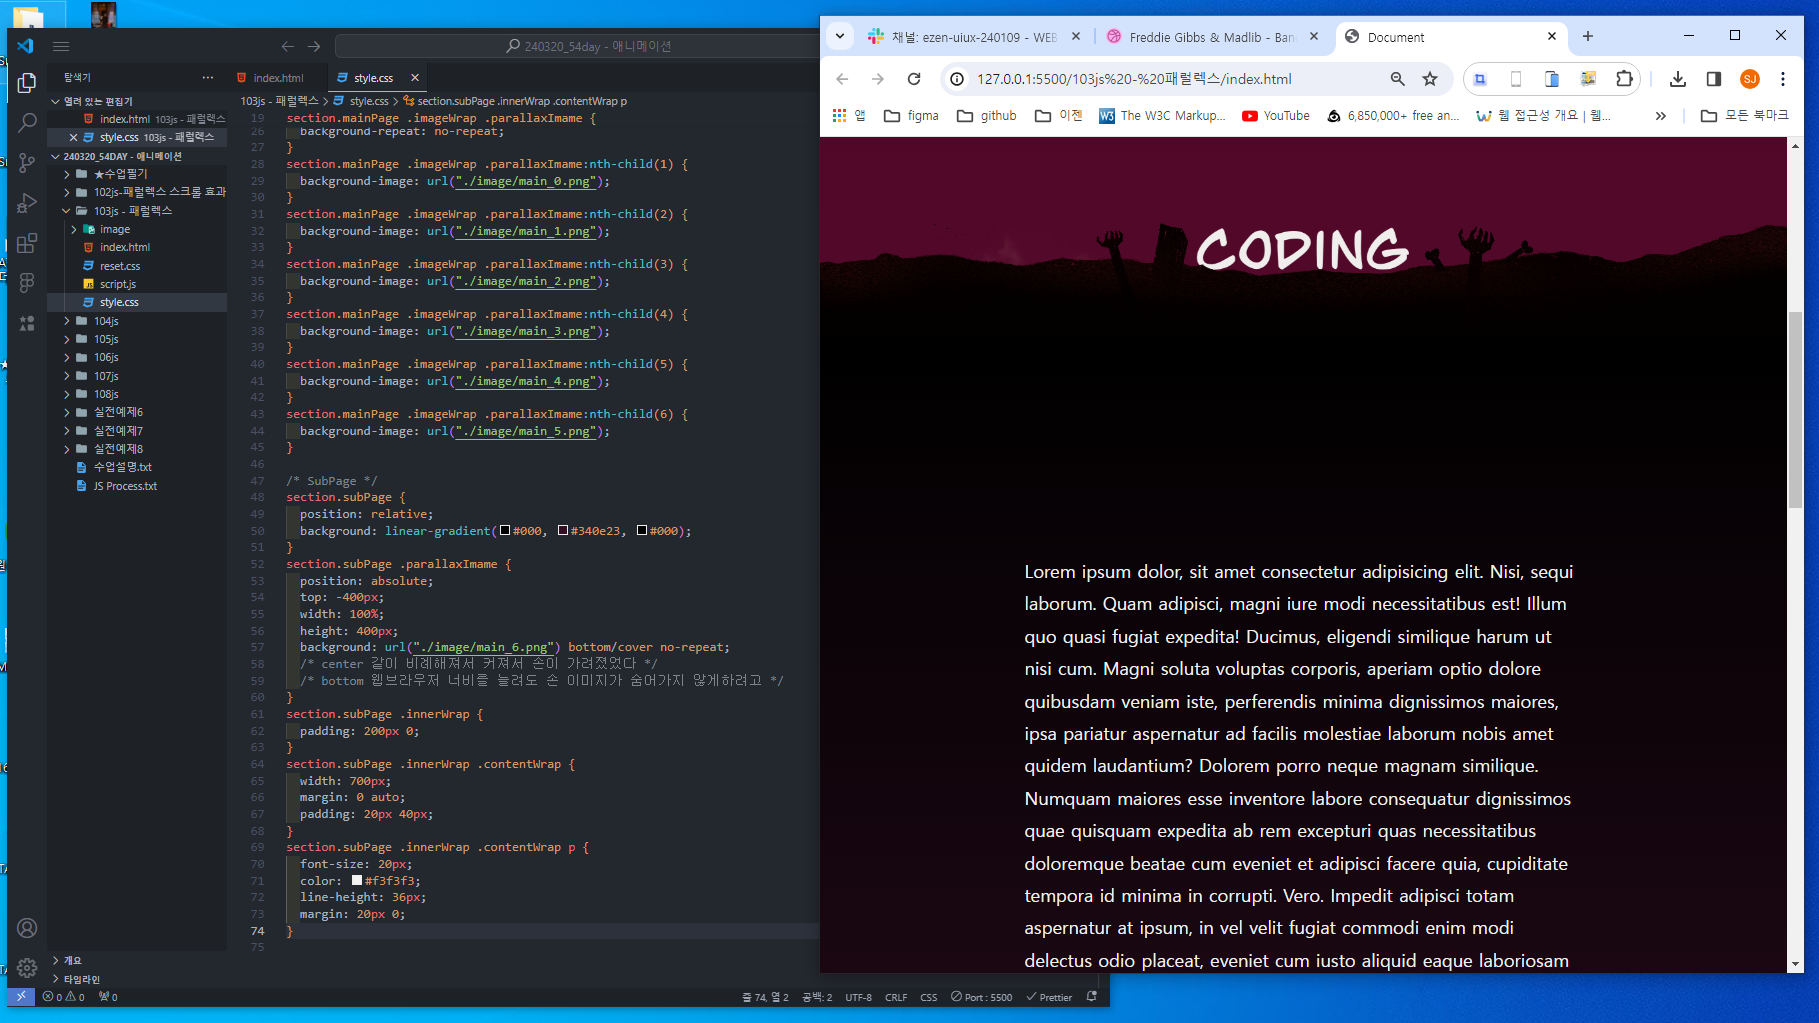 240320_54day - 애니메이션
탐색기
index.html
style.css
열려 있는 편집기
index.html 103js - 패럴렉스
style.css 103js - 패럴렉스
240320_54DAY - 애니메이션
★수업필기
102js-패럴렉스 스크롤 효과
103js - 패럴렉스
image
index.html
reset.css
script.js
style.css
104js
105js
106js
107js
108js
실전예제6
실전예제7
실전예제8
수업설명.txt
JS Process.txt
개요
타임라인
103js - 패럴렉스 > style.css > section.subPage .innerWrap .contentWrap p
19 section.mainPage .imageWrap .parallaxImame {
26 background-repeat: no-repeat;
27 }
28 section.mainPage .imageWrap .parallaxImame:nth-child(1) {
29 background-image: url("./image/main_0.png");
30 }
31 section.mainPage .imageWrap .parallaxImame:nth-child(2) {
32 background-image: url("./image/main_1.png");
33 }
34 section.mainPage .imageWrap .parallaxImame:nth-child(3) {
35 background-image: url("./image/main_2.png");
36 }
37 section.mainPage .imageWrap .parallaxImame:nth-child(4) {
38 background-image: url("./image/main_3.png");
39 }
40 section.mainPage .imageWrap .parallaxImame:nth-child(5) {
41 background-image: url("./image/main_4.png");
42 }
43 section.mainPage .imageWrap .parallaxImame:nth-child(6) {
44 background-image: url("./image/main_5.png");
45 }
46
47 /* SubPage */
48 section.subPage {
49 position: relative;
50 background: linear-gradient(#000, #340e23, #000);
51 }
52 section.subPage .parallaxImame {
53 position: absolute;
54 top: -400px;
55 width: 100%;
56 height: 400px;
57 background: url("./image/main_6.png") bottom/cover no-repeat;
58 /* center 같이 비례해져서 커져서 손이 가려졌었다 */
59 /* bottom 웹브라우저 너비를 늘려도 손 이미지가 숨어가지 않게하려고 */
60 }
61 section.subPage .innerWrap {
62 padding: 200px 0;
63 }
64 section.subPage .innerWrap .contentWrap {
65 width: 700px;
66 margin: 0 auto;
67 padding: 20px 40px;
68 }
69 section.subPage .innerWrap .contentWrap p {
70 font-size: 20px;
71 color: #f3f3f3;
72 line-height: 36px;
73 margin: 20px 0;
74 }
75
0 0 0
줄 74, 열 2 공백: 2 UTF-8 CRLF CSS Port : 5500 Prettier
채널: ezen-uiux-240109 - WEB
Freddie Gibbs & Madlib - Ban
Document
127.0.0.1:5500/103js%20-%20패럴렉스/index.html
SJ
앱 figma github 이젠 The W3C Markup... YouTube 6,850,000+ free an... 웹 접근성 개요 | 웹... » 모든 북마크
CODING
Lorem ipsum dolor, sit amet consectetur adipisicing elit. Nisi, sequi
laborum. Quam adipisci, magni iure modi necessitatibus est! Illum
quo quasi fugiat expedita! Ducimus, eligendi similique harum ut
nisi cum. Magni soluta voluptas corporis, aperiam optio dolore
quibusdam veniam iste, perferendis minima dignissimos maiores,
ipsa pariatur aspernatur ad facilis molestiae laborum nobis amet
quidem laudantium? Dolorem porro neque magnam similique.
Numquam maiores esse inventore labore consequatur dignissimos
quae quisquam expedita ab rem excepturi quas necessitatibus
doloremque beatae cum eveniet et adipisci facere quia, cupiditate
tempora id minima in corrupti. Vero. Impedit adipisci totam
aspernatur at ipsum, in vel velit fugiat commodi enim modi
delectus odio placeat, eveniet cum iusto aliquid eaque laboriosam